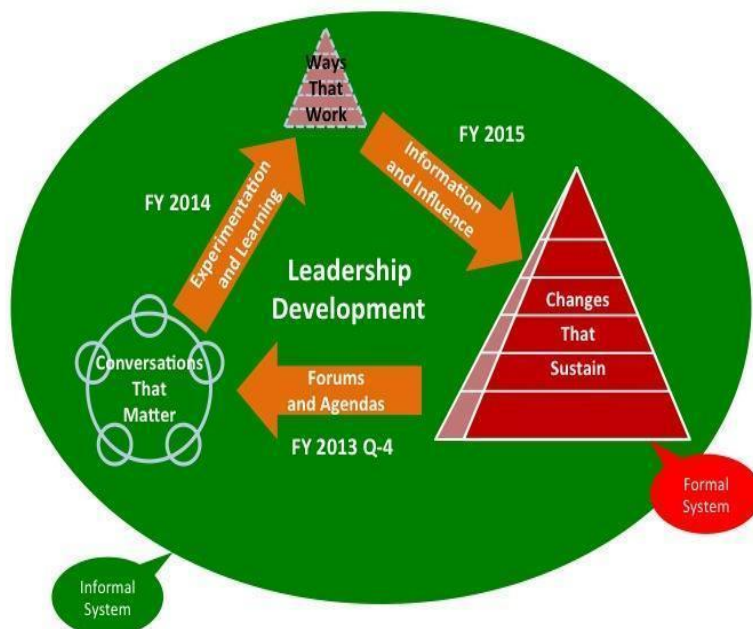 Ways
That
Work
FY 2015
Information
and Influence
FY 2014
Experimentation
and Learning
Leadership
Development
Changes
That
Sustain
Conversations
That
Matter
Forums
and Agendas
FY 2013 Q-4
Formal
System
Informal
System